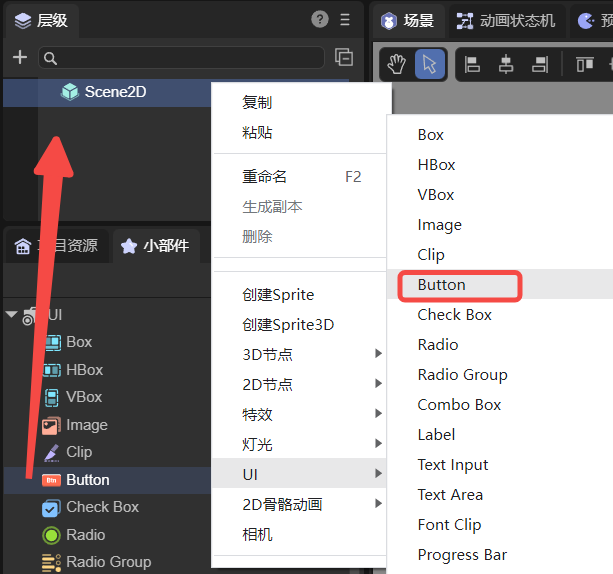 层级
?
场景
动画状态机
预
Scene2D
复制
粘贴
重命名 F2
生成副本
删除
创建Sprite
创建Sprite3D
3D节点
2D节点
特效
灯光
UI
2D骨骼动画
相机
Box
HBox
VBox
Image
Clip
Button
Check Box
Radio
Radio Group
Combo Box
Label
Text Input
Text Area
Font Clip
Progress Bar
目资源
小部件
UI
Box
HBox
VBox
Image
Clip
Btn
Button
Check Box
Radio
Radio Group